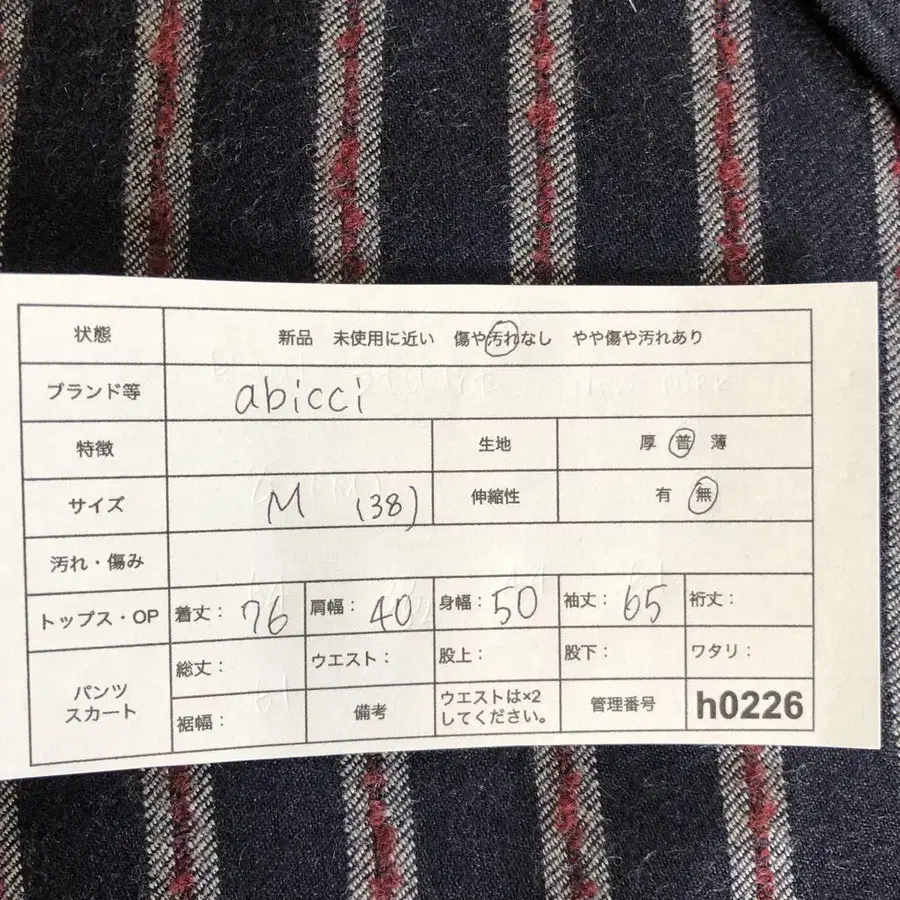 状態 新品 未使用に近い 傷や汚れなし やや傷や汚れあり
ブランド等 abicci
特徴 生地 厚 普 薄
サイズ M (38) 伸縮性 有 無
汚れ・傷み
トップス・OP 着丈: 76 肩幅: 40 身幅: 50 袖丈: 65 裄丈:
パンツ
スカート
総丈: ウエスト: 股上: 股下: ワタリ:
裾幅: 備考 ウエストは×2
してください。 管理番号 h0226